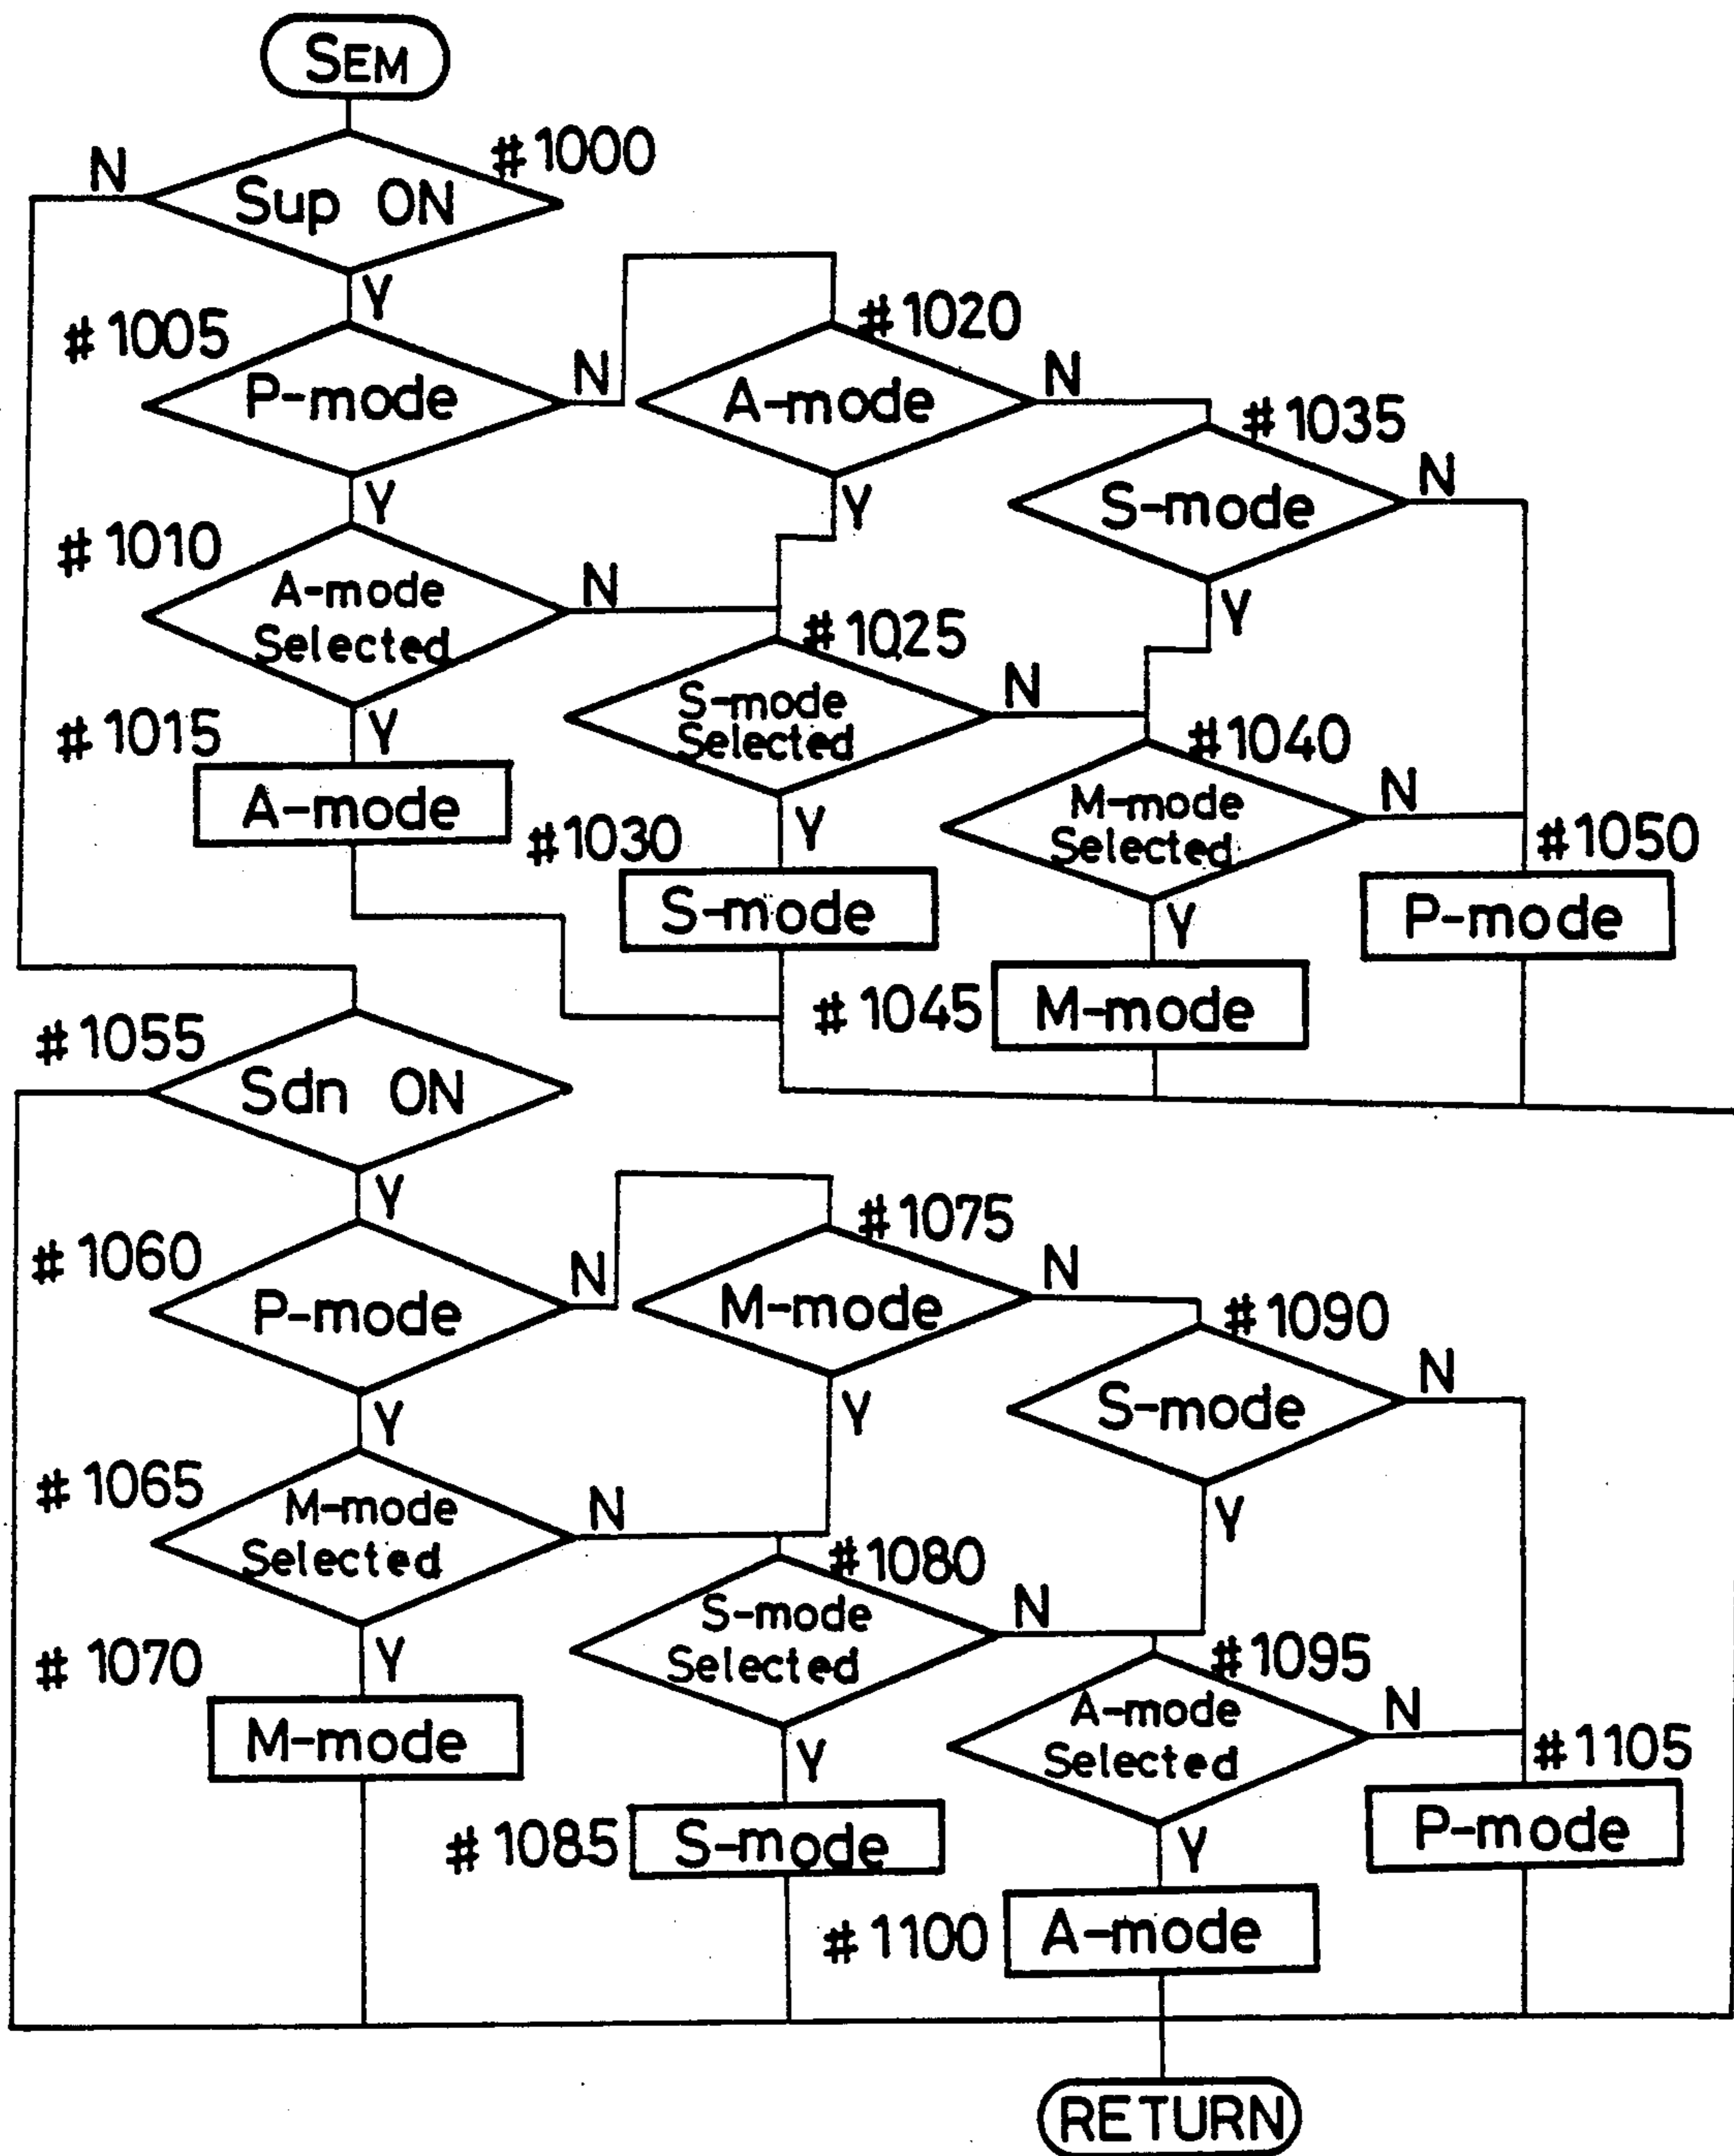 SEM
N
#1000
Sup ON
Y
#1005
P-mode
N
#1020
A-mode
N
#1035
S-mode
N
Y
Y
#1010
A-mode
Selected
N
Y
#1025
S-mode
Selected
N
#1015
Y
A-mode
#1040
M-mode
Selected
N
#1030
Y
S-mode
#1050
P-mode
Y
#1045
M-mode
#1055
Sdn ON
Y
#1060
P-mode
N
#1075
M-mode
N
#1090
S-mode
N
Y
Y
#1065
M-mode
Selected
N
Y
#1080
S-mode
Selected
N
#1070
Y
M-mode
#1095
A-mode
Selected
N
Y
#1105
P-mode
#1085
S-mode
Y
#1100
A-mode
RETURN